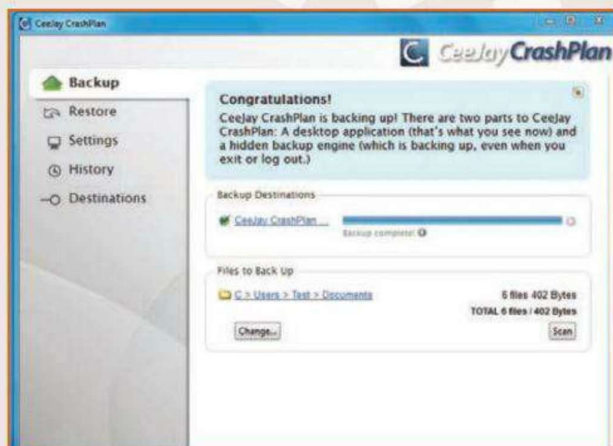 CeeJay CrashPlan
CeeJay CrashPlan
Backup
Restore
Settings
History
Destinations
Congratulations!
CeeJay CrashPlan is backing up! There are two parts to CeeJay
CrashPlan: A desktop application (that's what you see now) and
a hidden backup engine (which is backing up, even when you
exit or log out.)
Backup Destinations
CeeJay CrashPlan ...
Backup complete!
Files to Back Up
C > Users > Test > Documents
6 files 402 Bytes
TOTAL 6 files / 402 Bytes
Change...
Scan